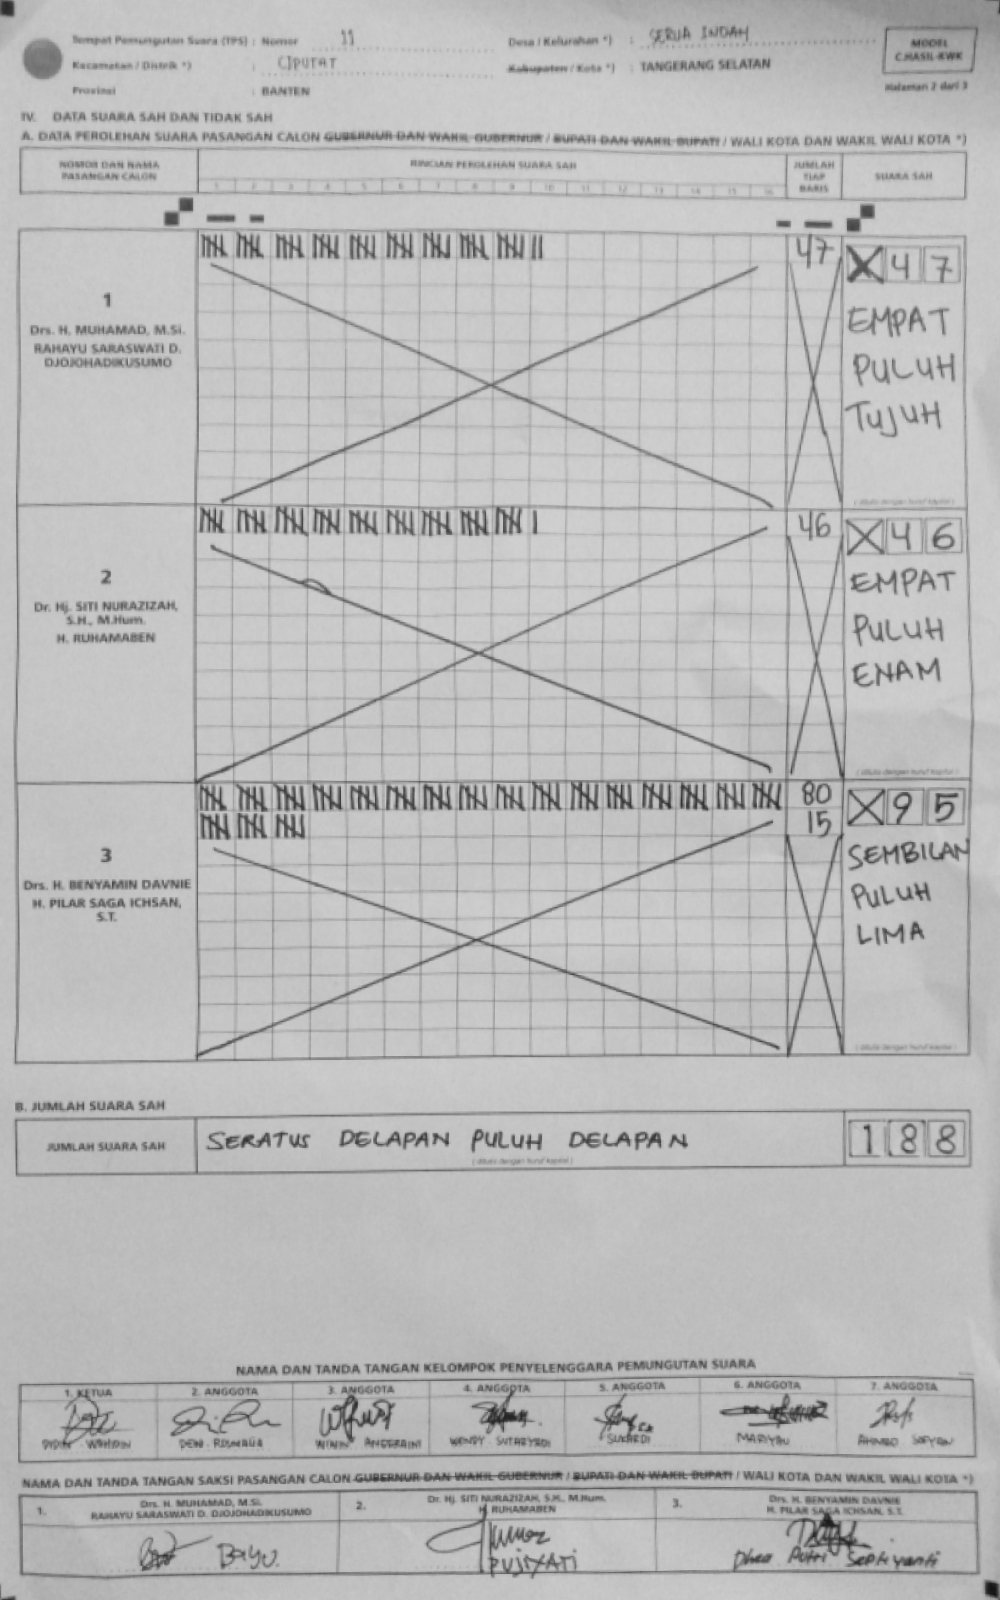 Tempat Pemungutan Suara (TPS) : Nomor 11 Desa / Kelurahan *) : SERUA INDAH
Kecamatan / Distrik *) : CIPUTAT Kabupaten / Kota *) : TANGERANG SELATAN
Provinsi : BANTEN
MODEL
C.HASIL-KWK
Halaman 2 dari 3
IV. DATA SUARA SAH DAN TIDAK SAH
A. DATA PEROLEHAN SUARA PASANGAN CALON GUBERNUR DAN WAKIL GUBERNUR / BUPATI DAN WAKIL BUPATI / WALI KOTA DAN WAKIL WALI KOTA *)
NOMOR DAN NAMA
PASANGAN CALON
RINCIAN PEROLEHAN SUARA SAH
1 2 3 4 5 6 7 8 9 10 11 12 13 14 15 16
JUMLAH
TIAP
BARIS
SUARA SAH
1
Drs. H. MUHAMAD, M.Si.
RAHAYU SARASWATI D.
DJOJOHADIKUSUMO
47
X 4 7
EMPAT
PULUH
TUJUH
(ditulis dengan huruf kapital)
2
Dr. Hj. SITI NURAZIZAH,
S.H., M.Hum.
H. RUHAMABEN
46
X 4 6
EMPAT
PULUH
ENAM
(ditulis dengan huruf kapital)
3
Drs. H. BENYAMIN DAVNIE
H. PILAR SAGA ICHSAN,
S.T.
80
15
X 9 5
SEMBILAN
PULUH
LIMA
(ditulis dengan huruf kapital)
B. JUMLAH SUARA SAH
JUMLAH SUARA SAH SERATUS DELAPAN PULUH DELAPAN 1 8 8
(ditulis dengan huruf kapital)
NAMA DAN TANDA TANGAN KELOMPOK PENYELENGGARA PEMUNGUTAN SUARA
1. KETUA 2. ANGGOTA 3. ANGGOTA 4. ANGGOTA 5. ANGGOTA 6. ANGGOTA 7. ANGGOTA
DIDIN WAHIDIN DEWI ROSMALIA WIWIN ANGGRAINI WENDY SUKARDI MARIYAU AHMAD SOFYAN
NAMA DAN TANDA TANGAN SAKSI PASANGAN CALON GUBERNUR DAN WAKIL GUBERNUR / BUPATI DAN WAKIL BUPATI / WALI KOTA DAN WAKIL WALI KOTA *)
1. Drs. H. MUHAMAD, M.Si.
RAHAYU SARASWATI D. DJOJOHADIKUSUMO
2. Dr. Hj. SITI NURAZIZAH, S.H., M.Hum.
H. RUHAMABEN
3. Drs. H. BENYAMIN DAVNIE
H. PILAR SAGA ICHSAN, S.T.
BAYU PUJIYATI Dhea Putri Septiyanti